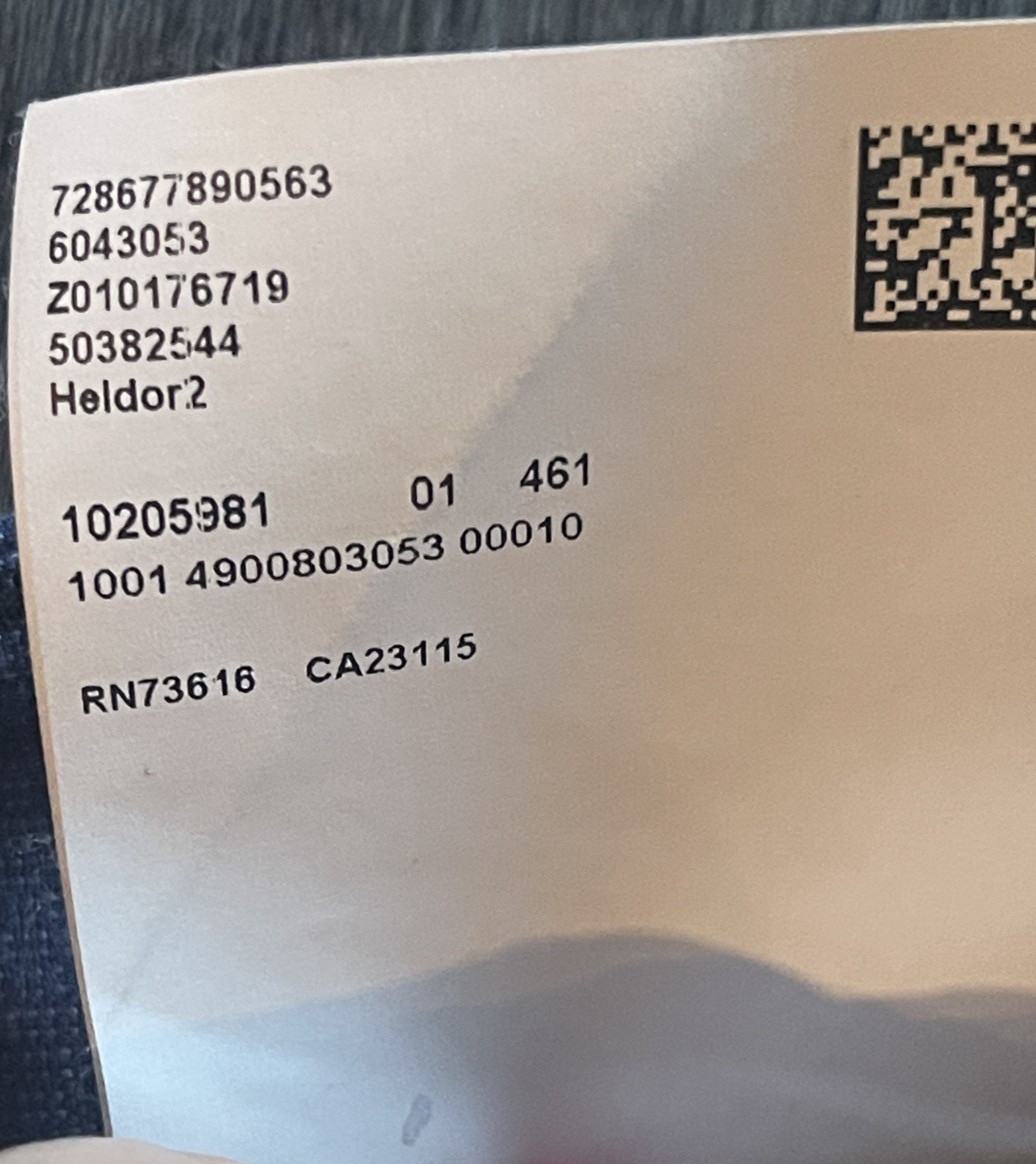 728677890563
6043053
Z010176719
50382544
Heldor2
10205981 01 461
1001 4900803053 00010
RN73616 CA23115